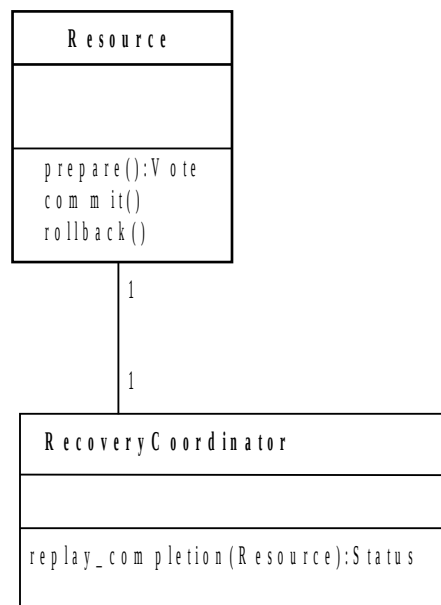 Resource
prepare():Vote
commit()
rollback()
1
1
RecoveryCoordinator
replay_completion(Resource):Status